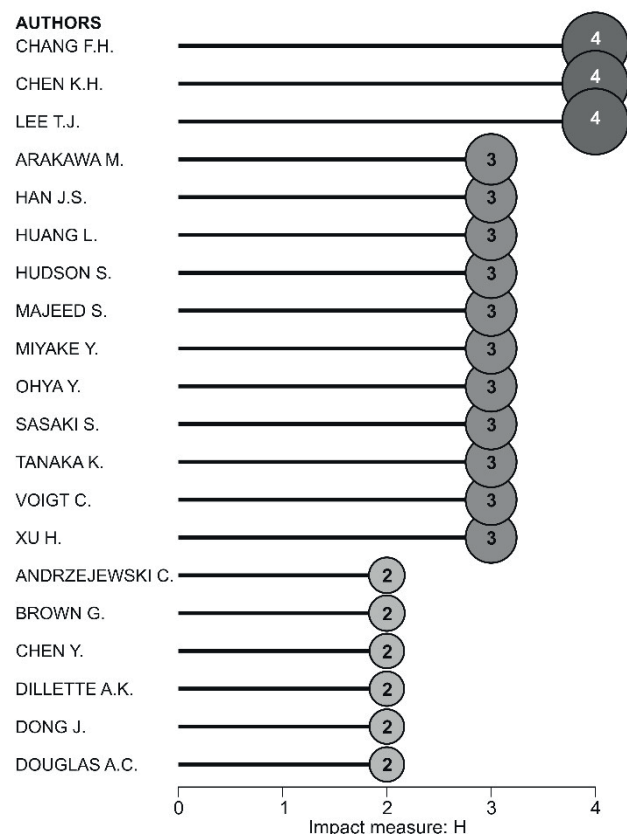 AUTHORS
CHANG F.H. 4
CHEN K.H. 4
LEE T.J. 4
ARAKAWA M. 3
HAN J.S. 3
HUANG L. 3
HUDSON S. 3
MAJEED S. 3
MIYAKE Y. 3
OHYA Y. 3
SASAKI S. 3
TANAKA K. 3
VOIGT C. 3
XU H. 3
ANDRZEJEWSKI C. 2
BROWN G. 2
CHEN Y. 2
DILLETTE A.K. 2
DONG J. 2
DOUGLAS A.C. 2
0 1 2 3 4
Impact measure: H